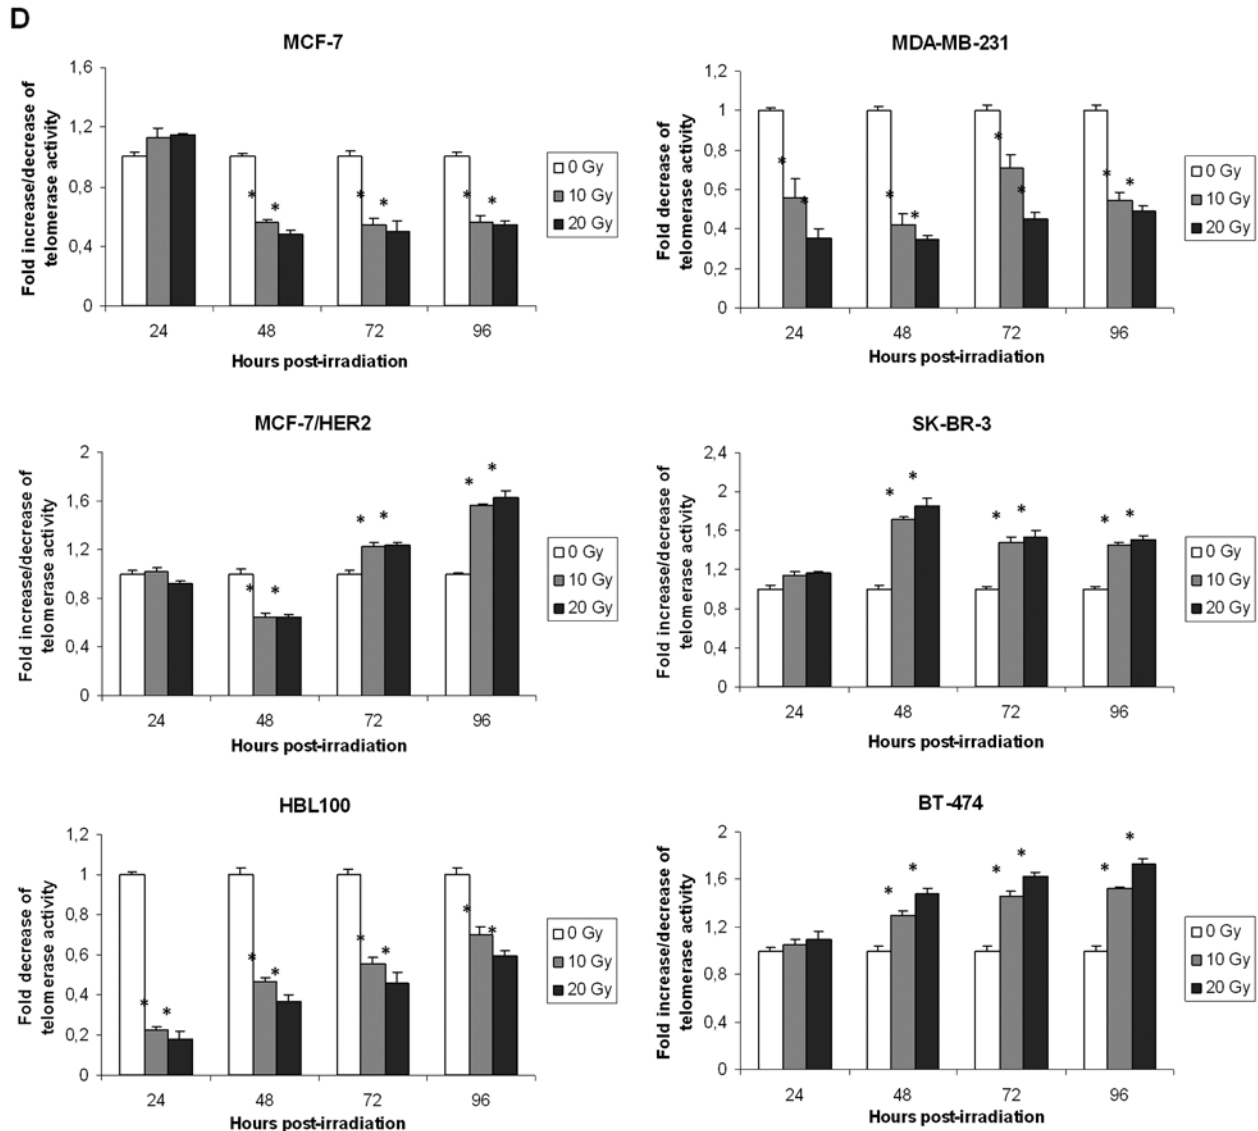 D
MCF-7
Fold increase/decrease of
telomerase activity
1,6
1,2
0,8
0,4
0
* * * * * *
24 48 72 96
Hours post-irradiation
0 Gy
10 Gy
20 Gy
MDA-MB-231
Fold decrease of
telomerase activity
1,2
1
0,8
0,6
0,4
0,2
0
* * * * * * * *
24 48 72 96
Hours post-irradiation
0 Gy
10 Gy
20 Gy
MCF-7/HER2
Fold increase/decrease of
telomerase activity
2
1,6
1,2
0,8
0,4
0
* * * * * *
24 48 72 96
Hours post-irradiation
0 Gy
10 Gy
20 Gy
SK-BR-3
Fold increase/decrease of
telomerase activity
2,4
2
1,6
1,2
0,8
0,4
0
* * * * * *
24 48 72 96
Hours post-irradiation
0 Gy
10 Gy
20 Gy
HBL100
Fold decrease of
telomerase activity
1,2
1
0,8
0,6
0,4
0,2
0
* * * * * * * *
24 48 72 96
Hours post-irradiation
0 Gy
10 Gy
20 Gy
BT-474
Fold increase/decrease of
telomerase activity
2
1,6
1,2
0,8
0,4
0
* * * * * *
24 48 72 96
Hours post-irradiation
0 Gy
10 Gy
20 Gy